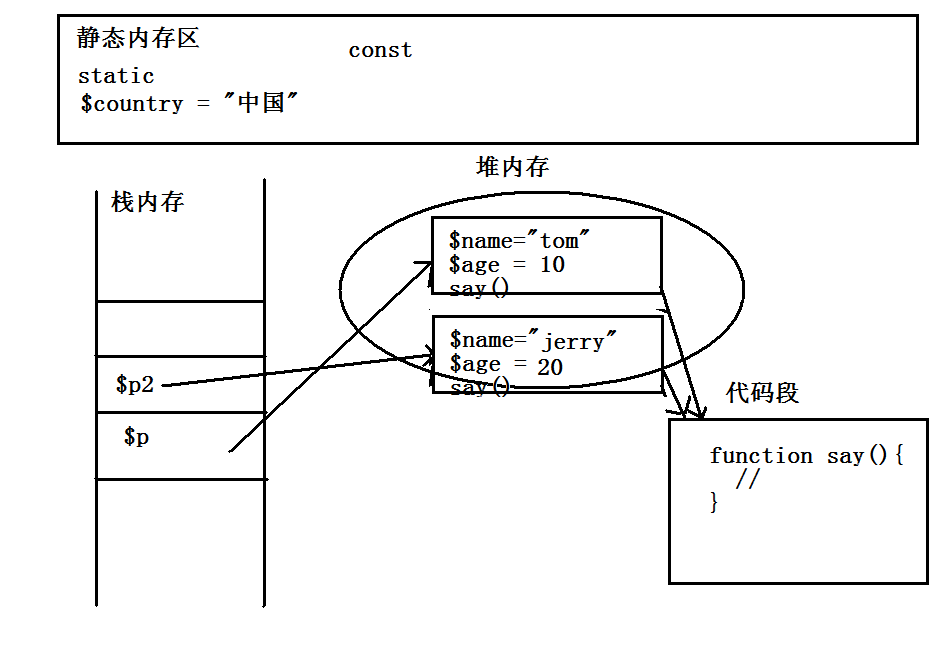 静态内存区
const
static
$country = "中国"
栈内存
堆内存
$name="tom"
$age = 10
say()
$name="jerry"
$age = 20
say()
$p2
$p
代码段
function say(){
//
}